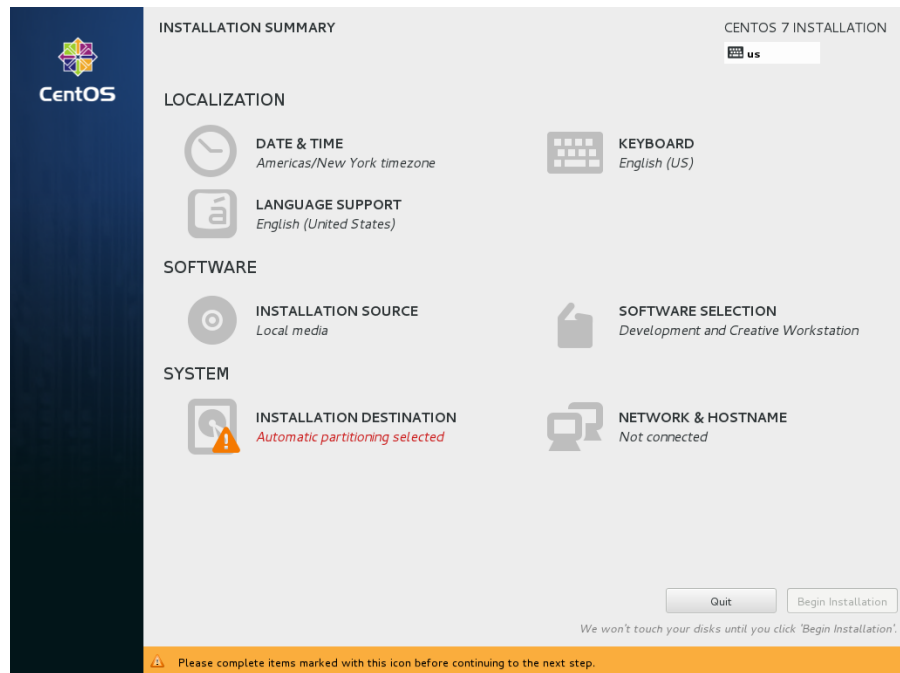 INSTALLATION SUMMARY
CENTOS 7 INSTALLATION
us
CentOS
LOCALIZATION
DATE & TIME
Americas/New York timezone
KEYBOARD
English (US)
á
LANGUAGE SUPPORT
English (United States)
SOFTWARE
INSTALLATION SOURCE
Local media
SOFTWARE SELECTION
Development and Creative Workstation
SYSTEM
INSTALLATION DESTINATION
Automatic partitioning selected
NETWORK & HOSTNAME
Not connected
Quit
Begin Installation
We won't touch your disks until you click 'Begin Installation'.
Please complete items marked with this icon before continuing to the next step.